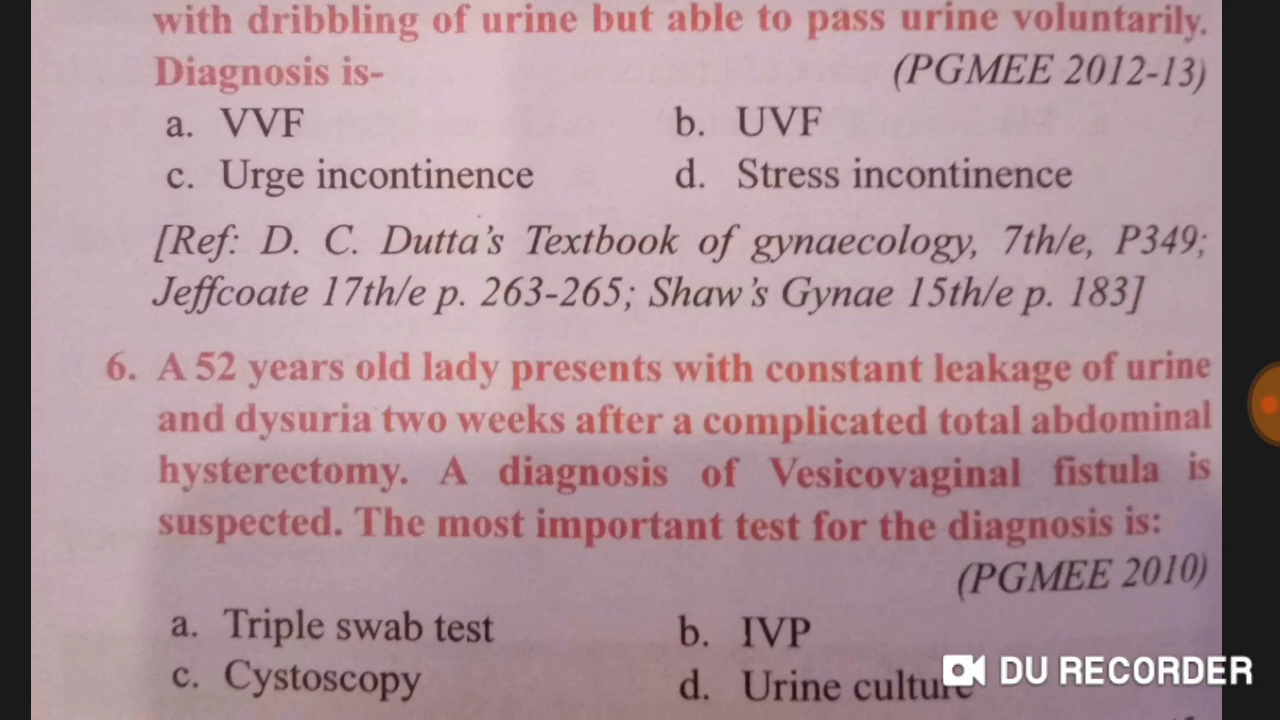 with dribbling of urine but able to pass urine voluntarily.
Diagnosis is- (PGMEE 2012-13)
a. VVF b. UVF
c. Urge incontinence d. Stress incontinence
[Ref: D. C. Dutta's Textbook of gynaecology, 7th/e, P349;
Jeffcoate 17th/e p. 263-265; Shaw's Gynae 15th/e p. 183]
6. A 52 years old lady presents with constant leakage of urine
and dysuria two weeks after a complicated total abdominal
hysterectomy. A diagnosis of Vesicovaginal fistula is
suspected. The most important test for the diagnosis is:
(PGMEE 2010)
a. Triple swab test b. IVP
c. Cystoscopy d. Urine culture
DU RECORDER